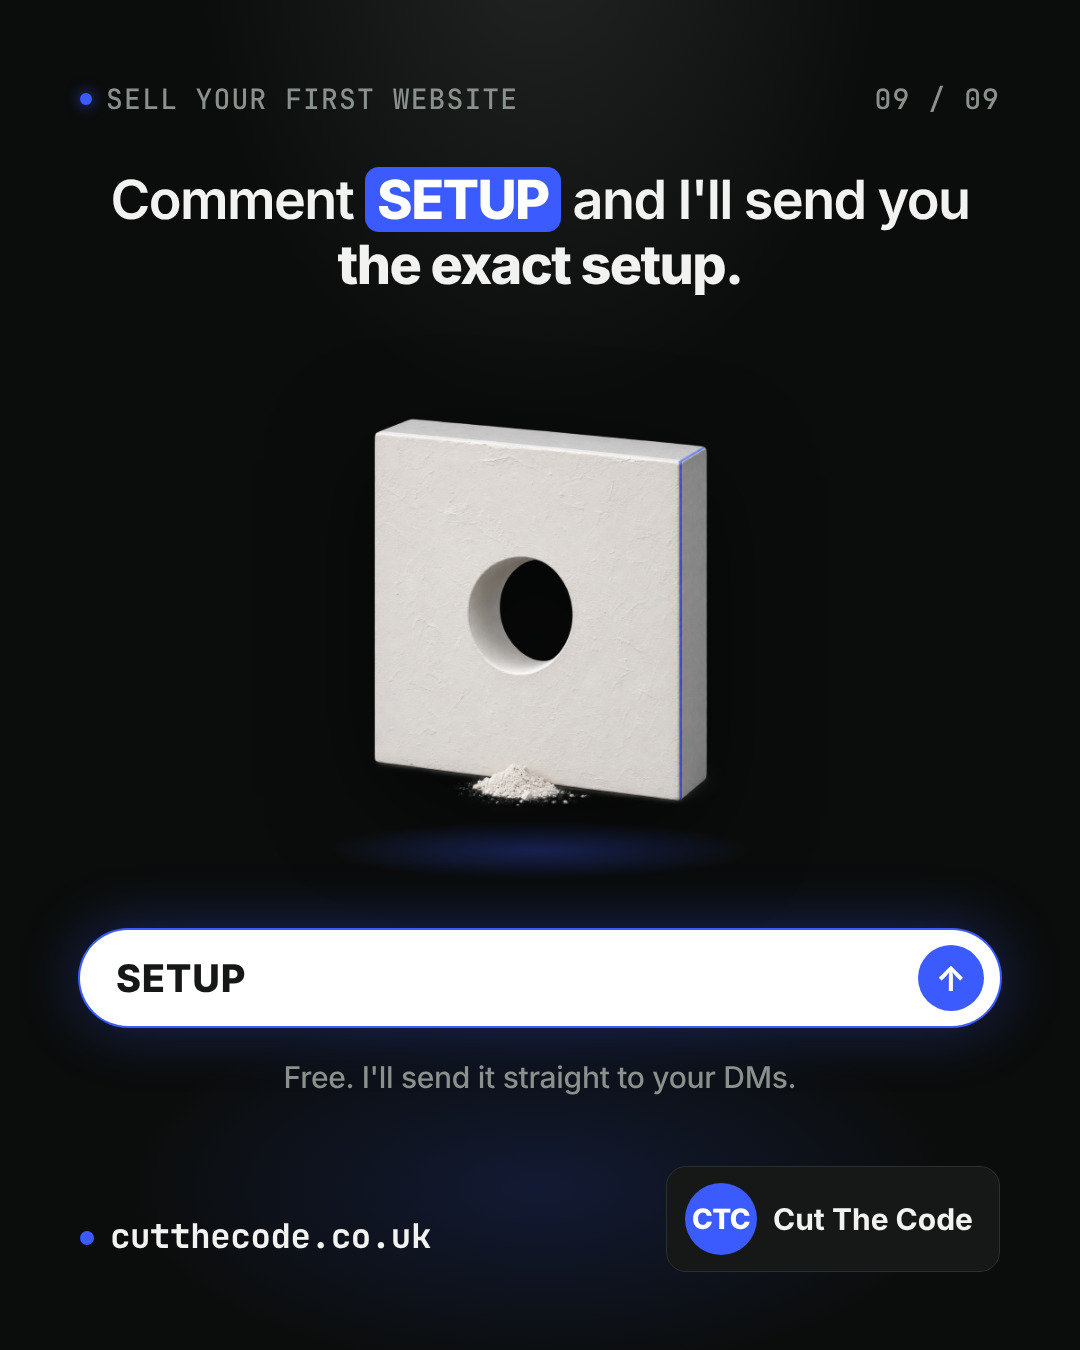 SELL YOUR FIRST WEBSITE
09 / 09
Comment SETUP and I'll send you
the exact setup.
SETUP
Free. I'll send it straight to your DMs.
cutthecode.co.uk
CTC Cut The Code